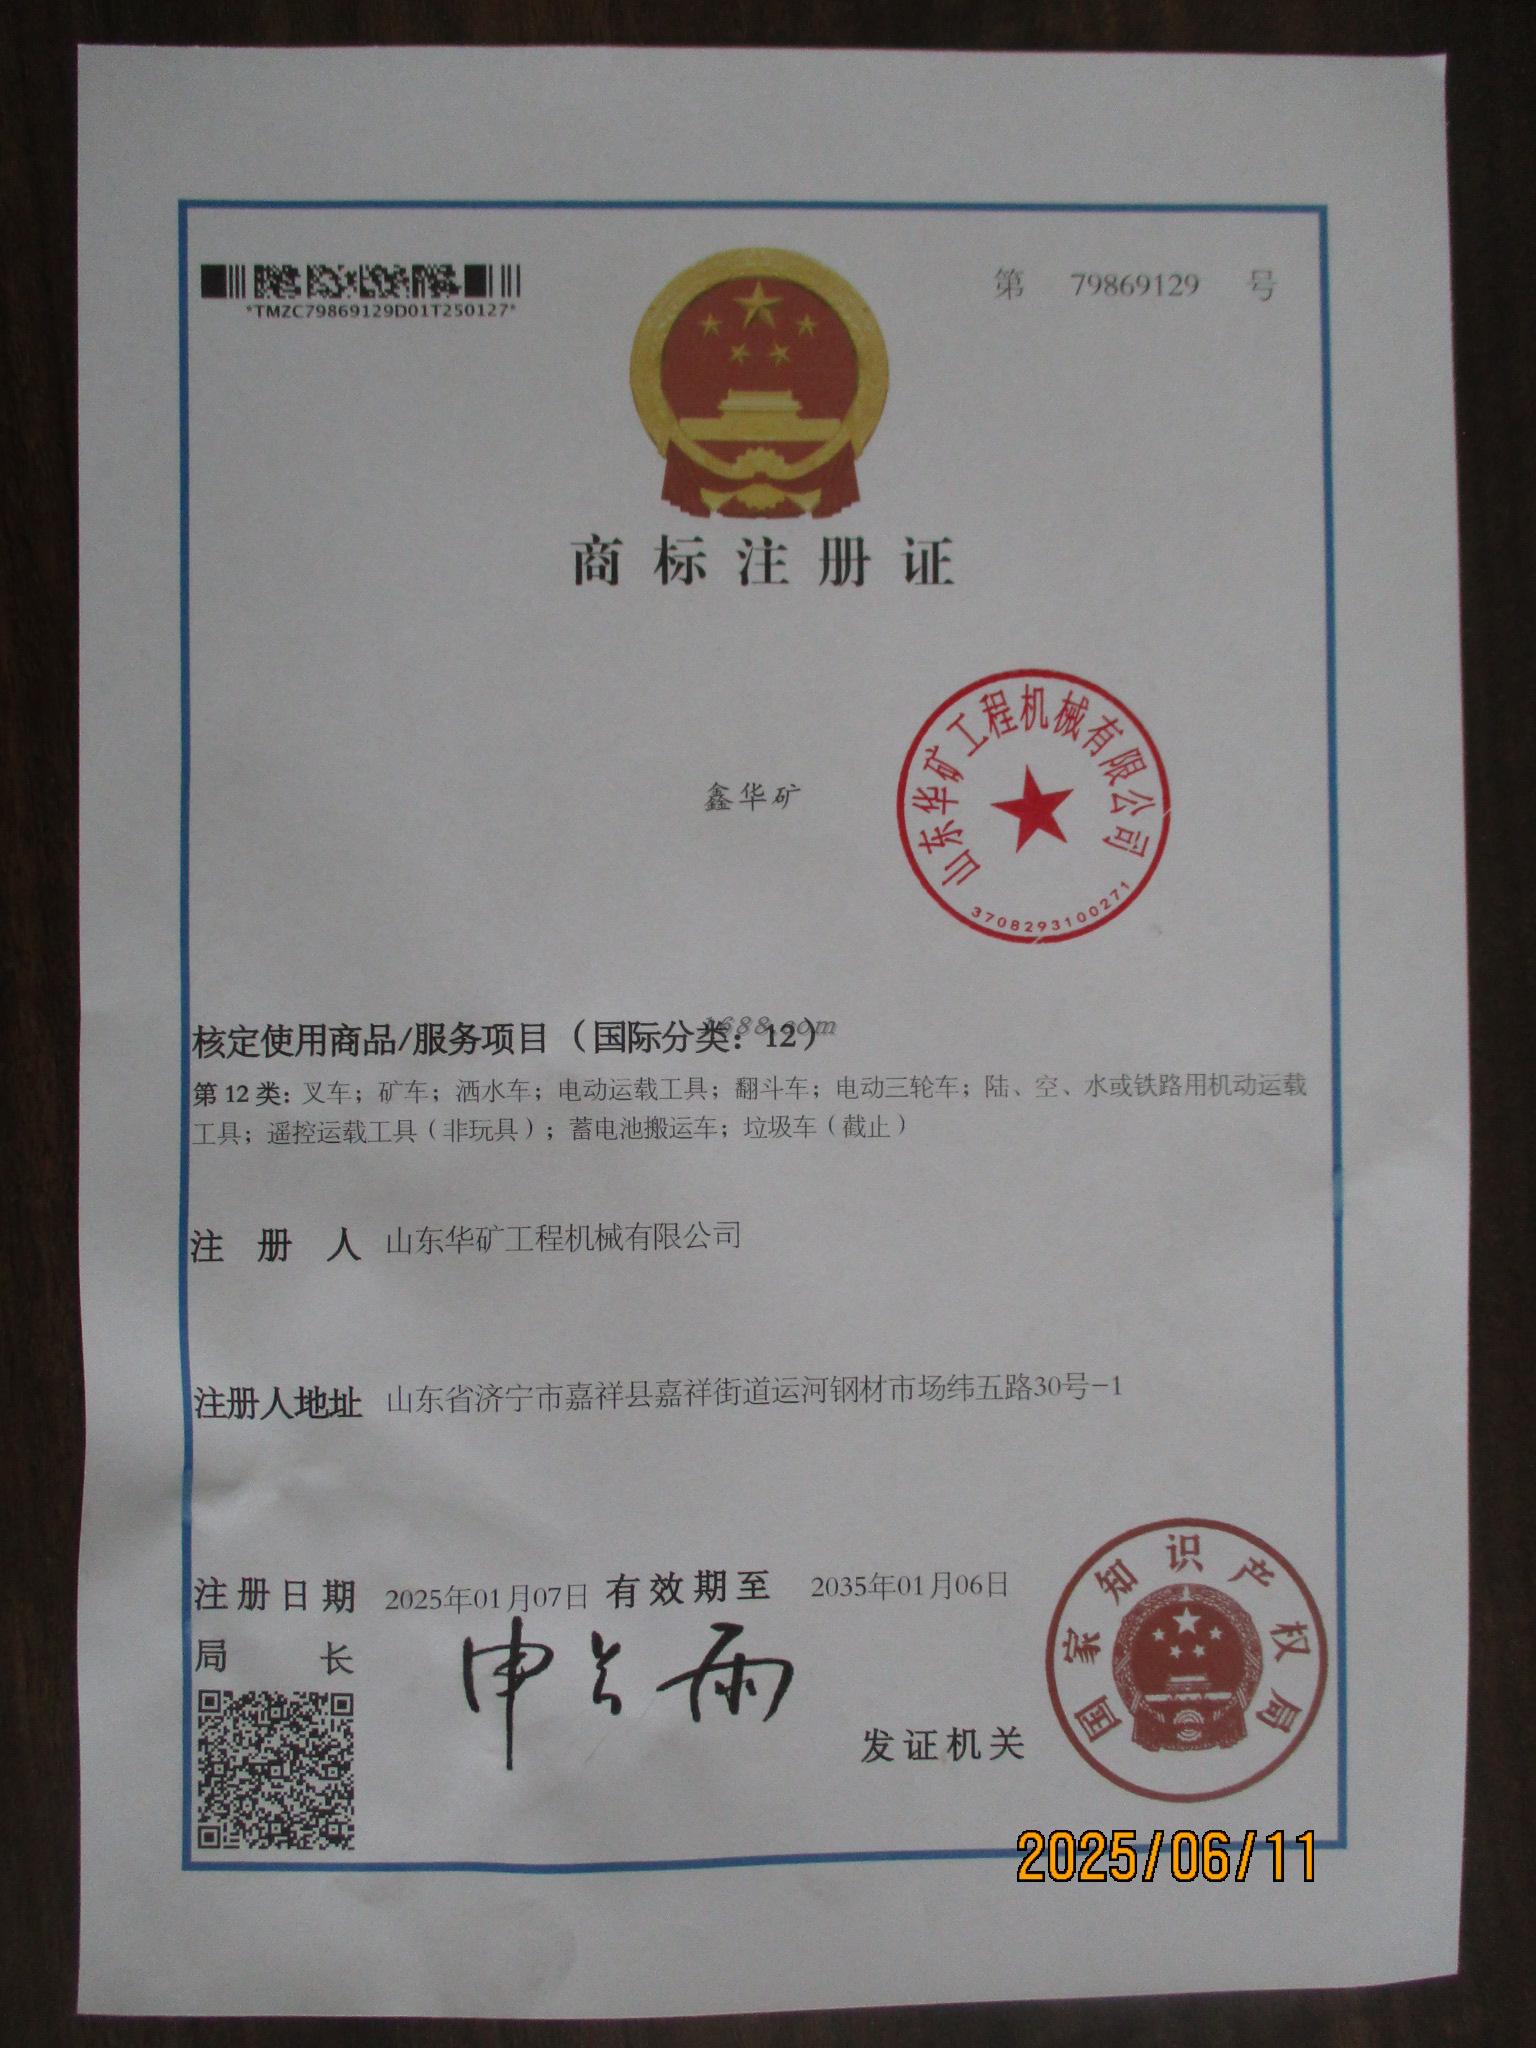 *TMZC79869129D01T250127*
第 79869129 号
商标注册证
鑫华矿
山东华矿工程机械有限公司
3708293100271
1688.com
核定使用商品/服务项目（国际分类：12）
第 12 类：叉车；矿车；洒水车；电动运载工具；翻斗车；电动三轮车；陆、空、水或铁路用机动运载
工具；遥控运载工具（非玩具）；蓄电池搬运车；垃圾车（截止）
注册人 山东华矿工程机械有限公司
注册人地址 山东省济宁市嘉祥县嘉祥街道运河钢材市场纬五路30号-1
注册日期 2025年01月07日 有效期至 2035年01月06日
局长 申长雨
发证机关
国家知识产权局
2025/06/11